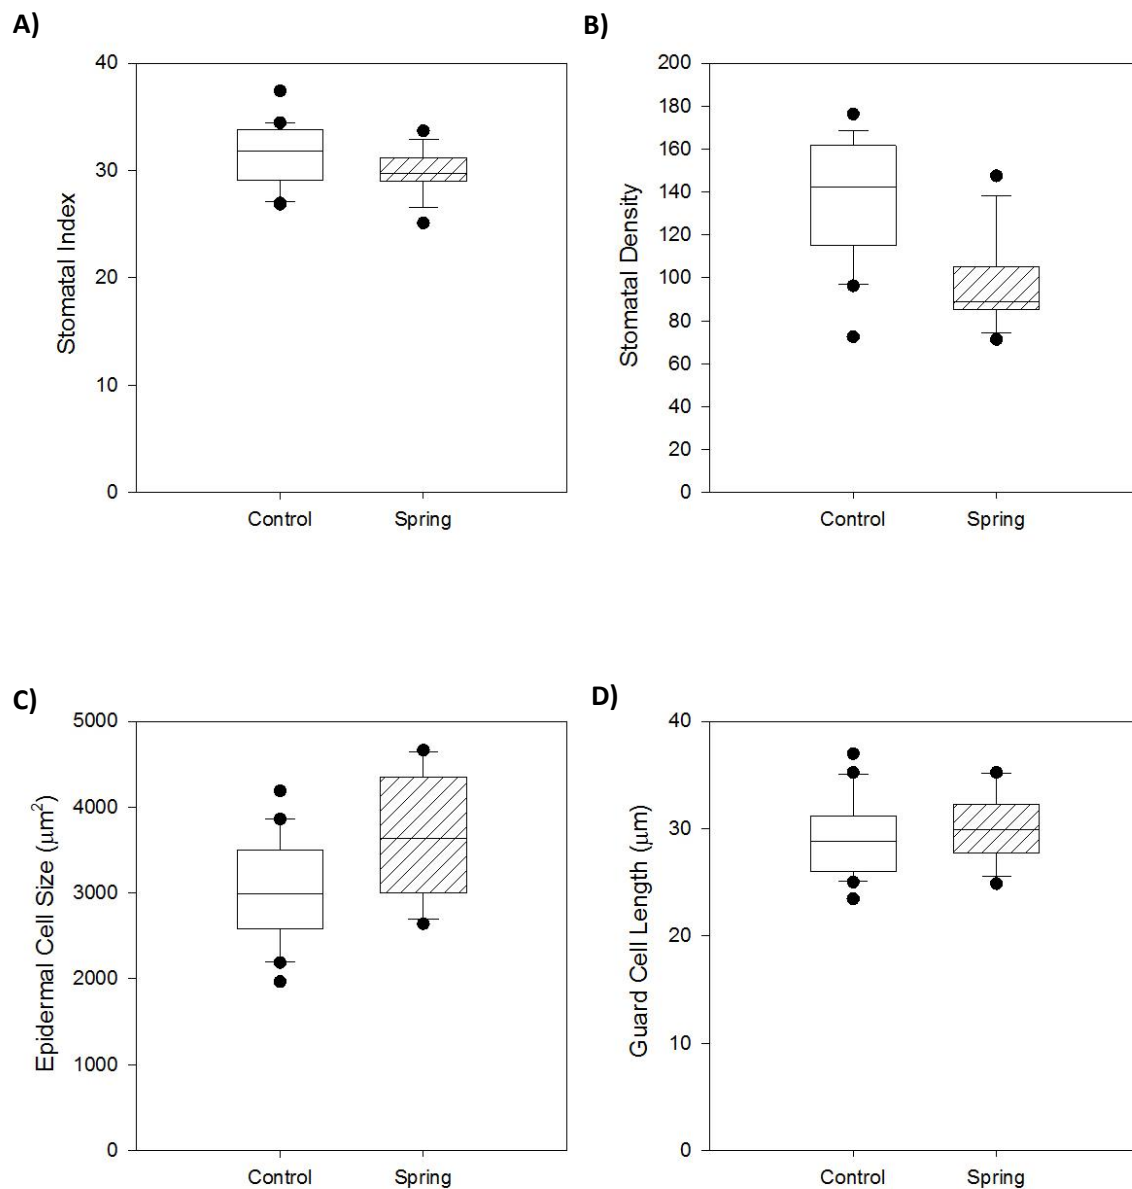 A)
40
30
20
10
0
Stomatal Index
Control Spring
B)
200
180
160
140
120
100
80
60
40
20
0
Stomatal Density
Control Spring
C)
5000
4000
3000
2000
1000
0
Epidermal Cell Size (μm²)
Control Spring
D)
40
30
20
10
0
Guard Cell Length (μm)
Control Spring